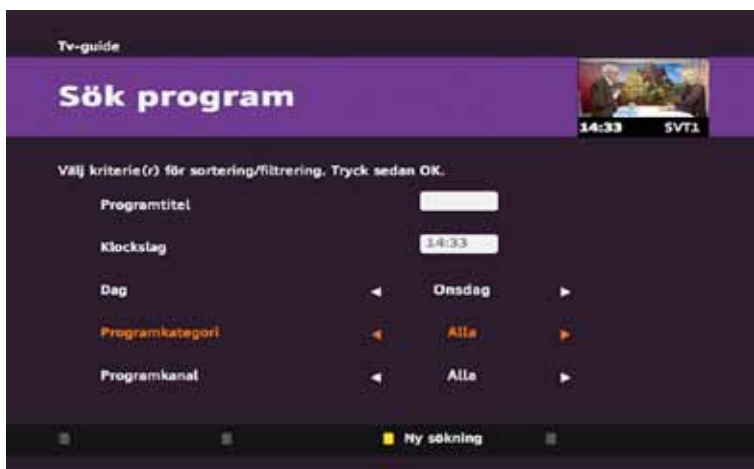 Tv-guide
Sök program
14:33 SVT1
Välj kriterie(r) för sortering/filtrering. Tryck sedan OK.
Programtitel
Klockslag 14:33
Dag ◄ Onsdag ►
Programkategori ◄ Alla ►
Programkanal ◄ Alla ►
Ny sökning